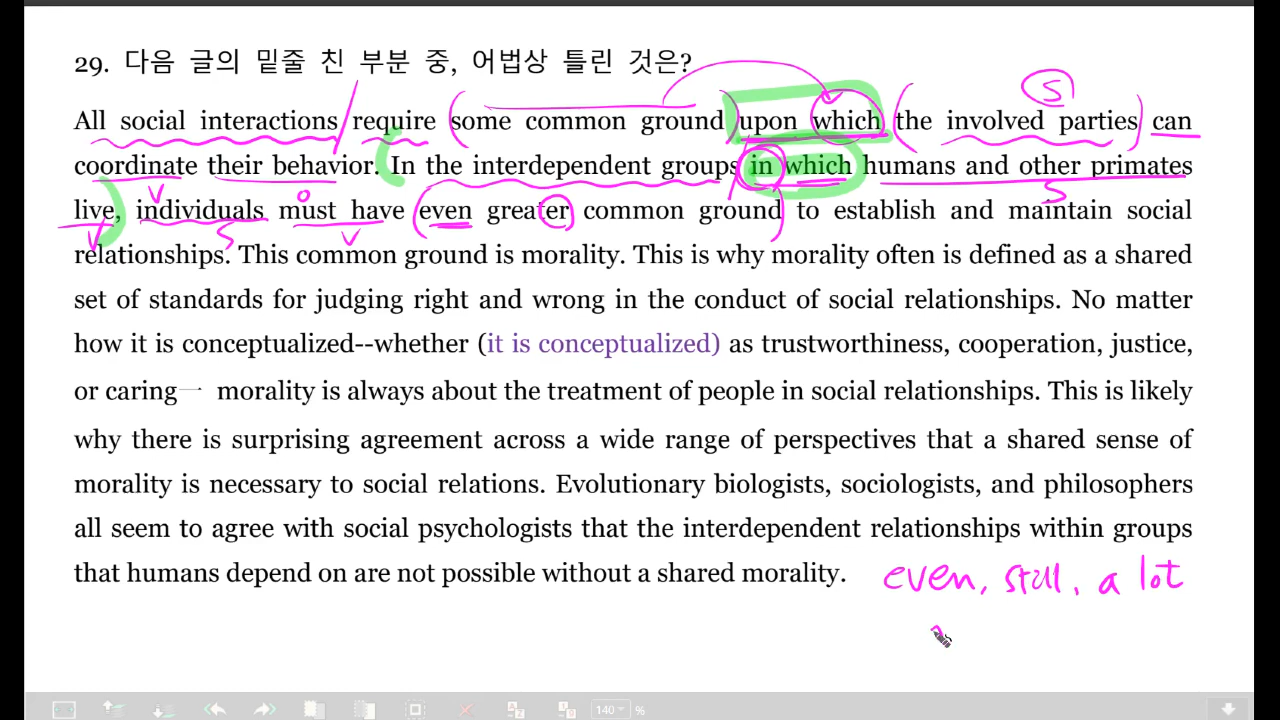 29. 다음 글의 밑줄 친 부분 중, 어법상 틀린 것은?
S
All social interactions require some common ground upon which the involved parties can
coordinate their behavior. In the interdependent groups in which humans and other primates
V O S
live, individuals must have even greater common ground to establish and maintain social
V S V
relationships. This common ground is morality. This is why morality often is defined as a shared
set of standards for judging right and wrong in the conduct of social relationships. No matter
how it is conceptualized--whether (it is conceptualized) as trustworthiness, cooperation, justice,
or caring一 morality is always about the treatment of people in social relationships. This is likely
why there is surprising agreement across a wide range of perspectives that a shared sense of
morality is necessary to social relations. Evolutionary biologists, sociologists, and philosophers
all seem to agree with social psychologists that the interdependent relationships within groups
that humans depend on are not possible without a shared morality.
even, still, a lot
140 %